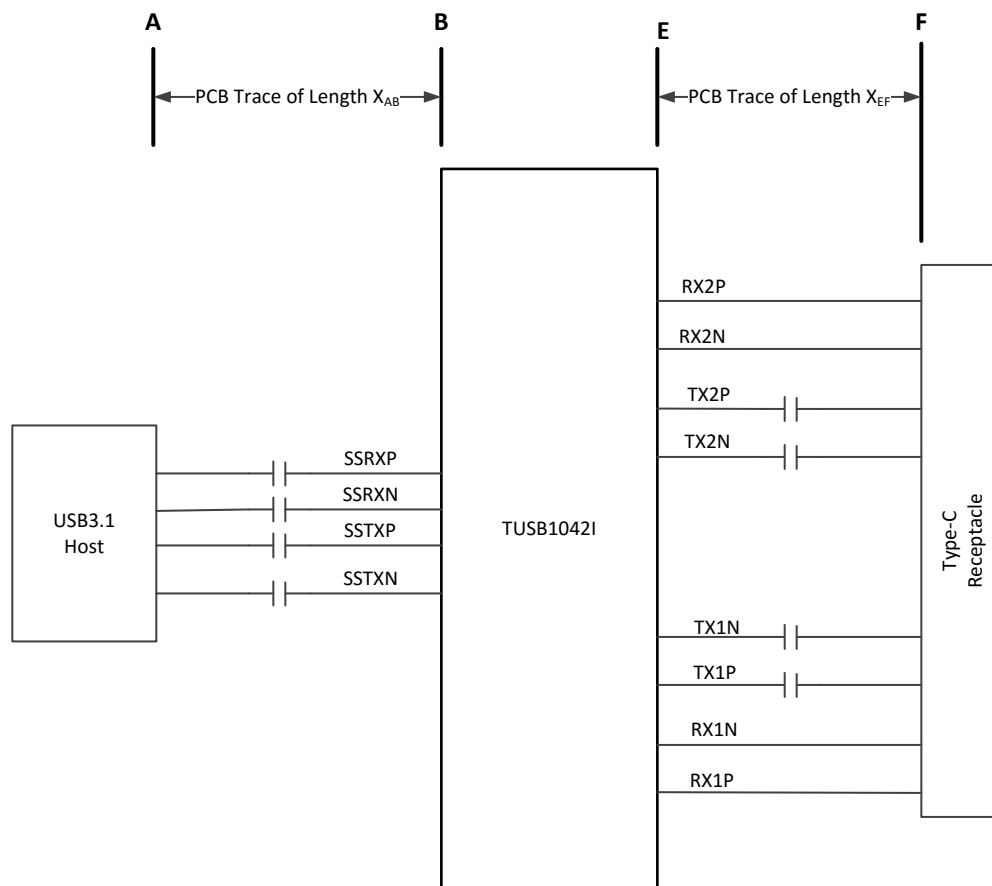 A
B
E
F
PCB Trace of Length XAB
PCB Trace of Length XEF
RX2P
RX2N
TX2P
TX2N
SSRXP
SSRXN
SSTXP
SSTXN
USB3.1
Host
TUSB1042I
Type-C
Receptacle
TX1N
TX1P
RX1N
RX1P